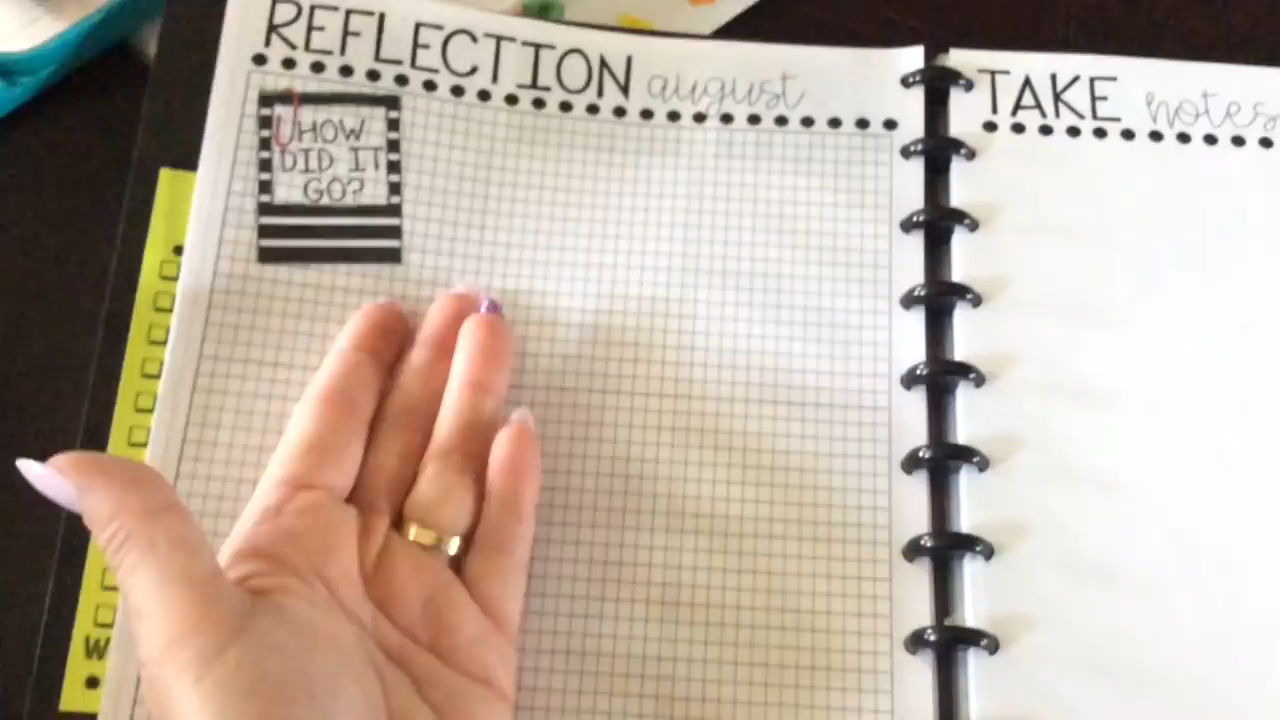 REFLECTION august
HOW
DID IT
GO?
TAKE notes
W